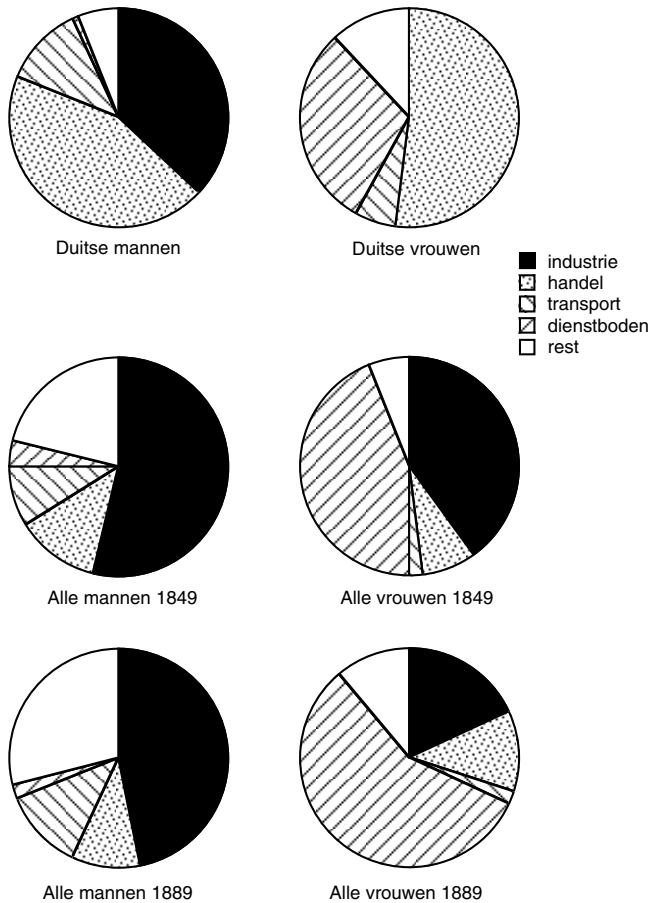 Duitse mannen
Duitse vrouwen
industrie
handel
transport
dienstboden
rest
Alle mannen 1849
Alle vrouwen 1849
Alle mannen 1889
Alle vrouwen 1889